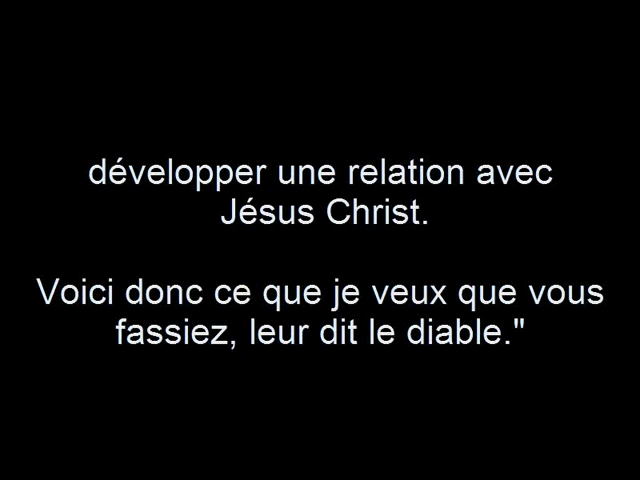 développer une relation avec
Jésus Christ.
Voici donc ce que je veux que vous
fassiez, leur dit le diable."